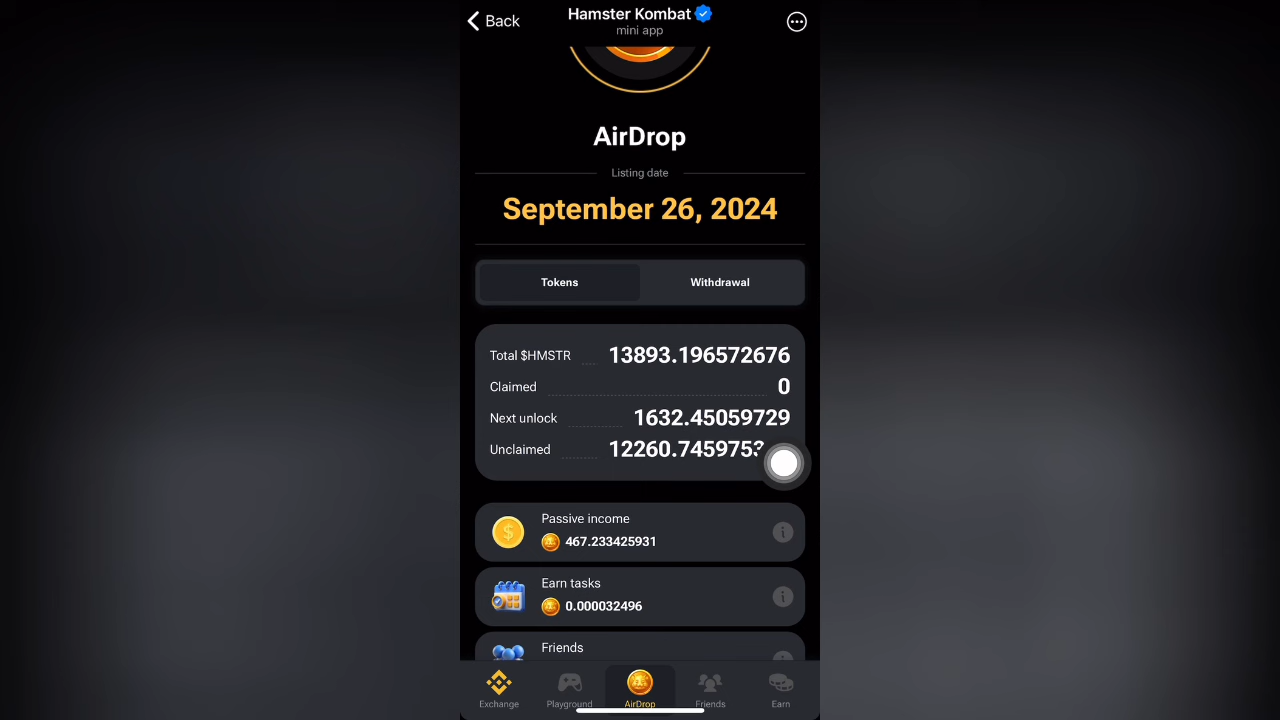 Back
Hamster Kombat
mini app
AirDrop
Listing date
September 26, 2024
Tokens
Withdrawal
Total $HMSTR 13893.196572676
Claimed 0
Next unlock 1632.45059729
Unclaimed
Passive income
467.233425931
Earn tasks
0.000032496
Friends
Exchange
Playground
AirDrop
Friends
Earn